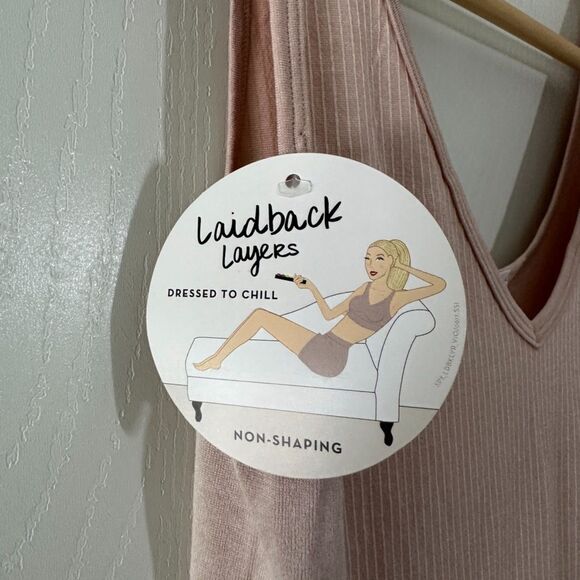 Laidback
Layers
DRESSED TO CHILL
NON-SHAPING